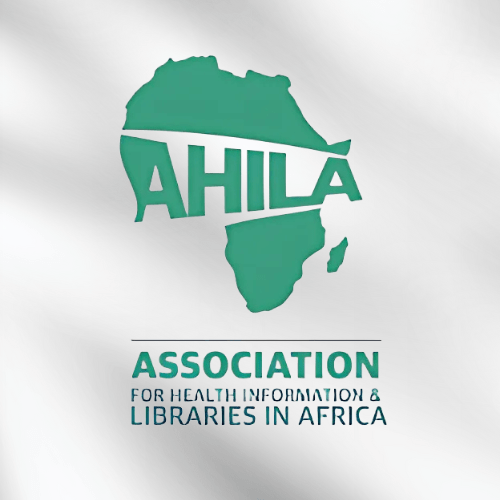 AHILA
ASSOCIATION
FOR HEALTH INFORMATION &
LIBRARIES IN AFRICA